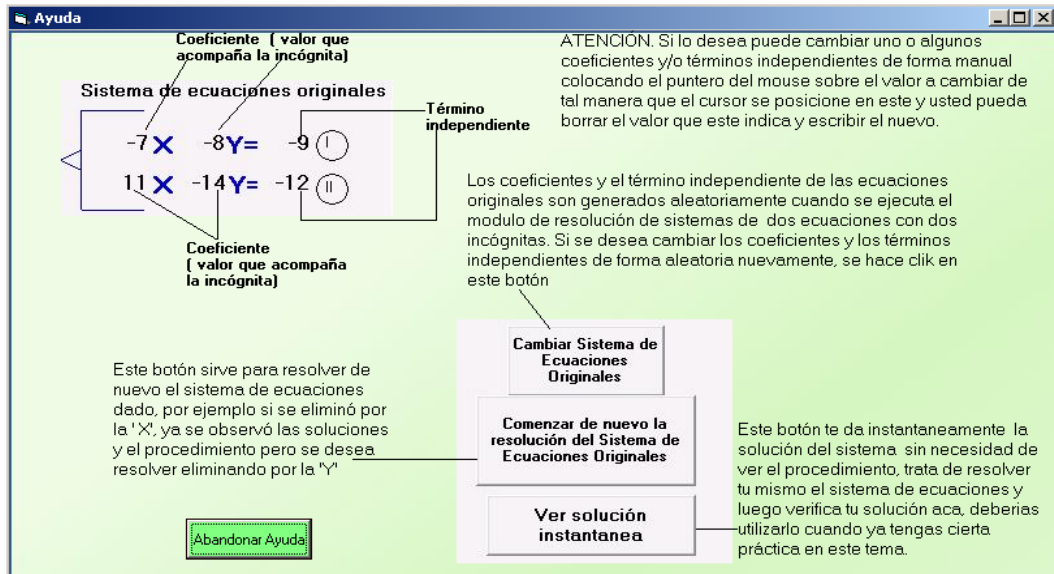 Ayuda
Coeficiente ( valor que
acompaña la incógnita)
Sistema de ecuaciones originales
-7 X -8 Y= -9 I
11 X -14 Y= -12 II
Término
independiente
Coeficiente
( valor que acompaña
la incógnita)
ATENCIÓN. Si lo desea puede cambiar uno o algunos
coeficientes y/o términos independientes de forma manual
colocando el puntero del mouse sobre el valor a cambiar de
tal manera que el cursor se posicione en este y usted pueda
borrar el valor que este indica y escribir el nuevo.
Los coeficientes y el término independiente de las ecuaciones
originales son generados aleatoriamente cuando se ejecuta el
modulo de resolución de sistemas de dos ecuaciones con dos
incógnitas. Si se desea cambiar los coeficientes y los términos
independientes de forma aleatoria nuevamente, se hace clik en
este botón
Cambiar Sistema de
Ecuaciones
Originales
Este botón sirve para resolver de
nuevo el sistema de ecuaciones
dado, por ejemplo si se eliminó por
la 'X', ya se observó las soluciones
y el procedimiento pero se desea
resolver eliminando por la 'Y'
Comenzar de nuevo la
resolución del Sistema de
Ecuaciones Originales
Este botón te da instantaneamente la
solución del sistema sin necesidad de
ver el procedimiento, trata de resolver
tu mismo el sistema de ecuaciones y
luego verifica tu solución aca, deberias
utilizarlo cuando ya tengas cierta
práctica en este tema.
Ver solución
instantanea
Abandonar Ayuda